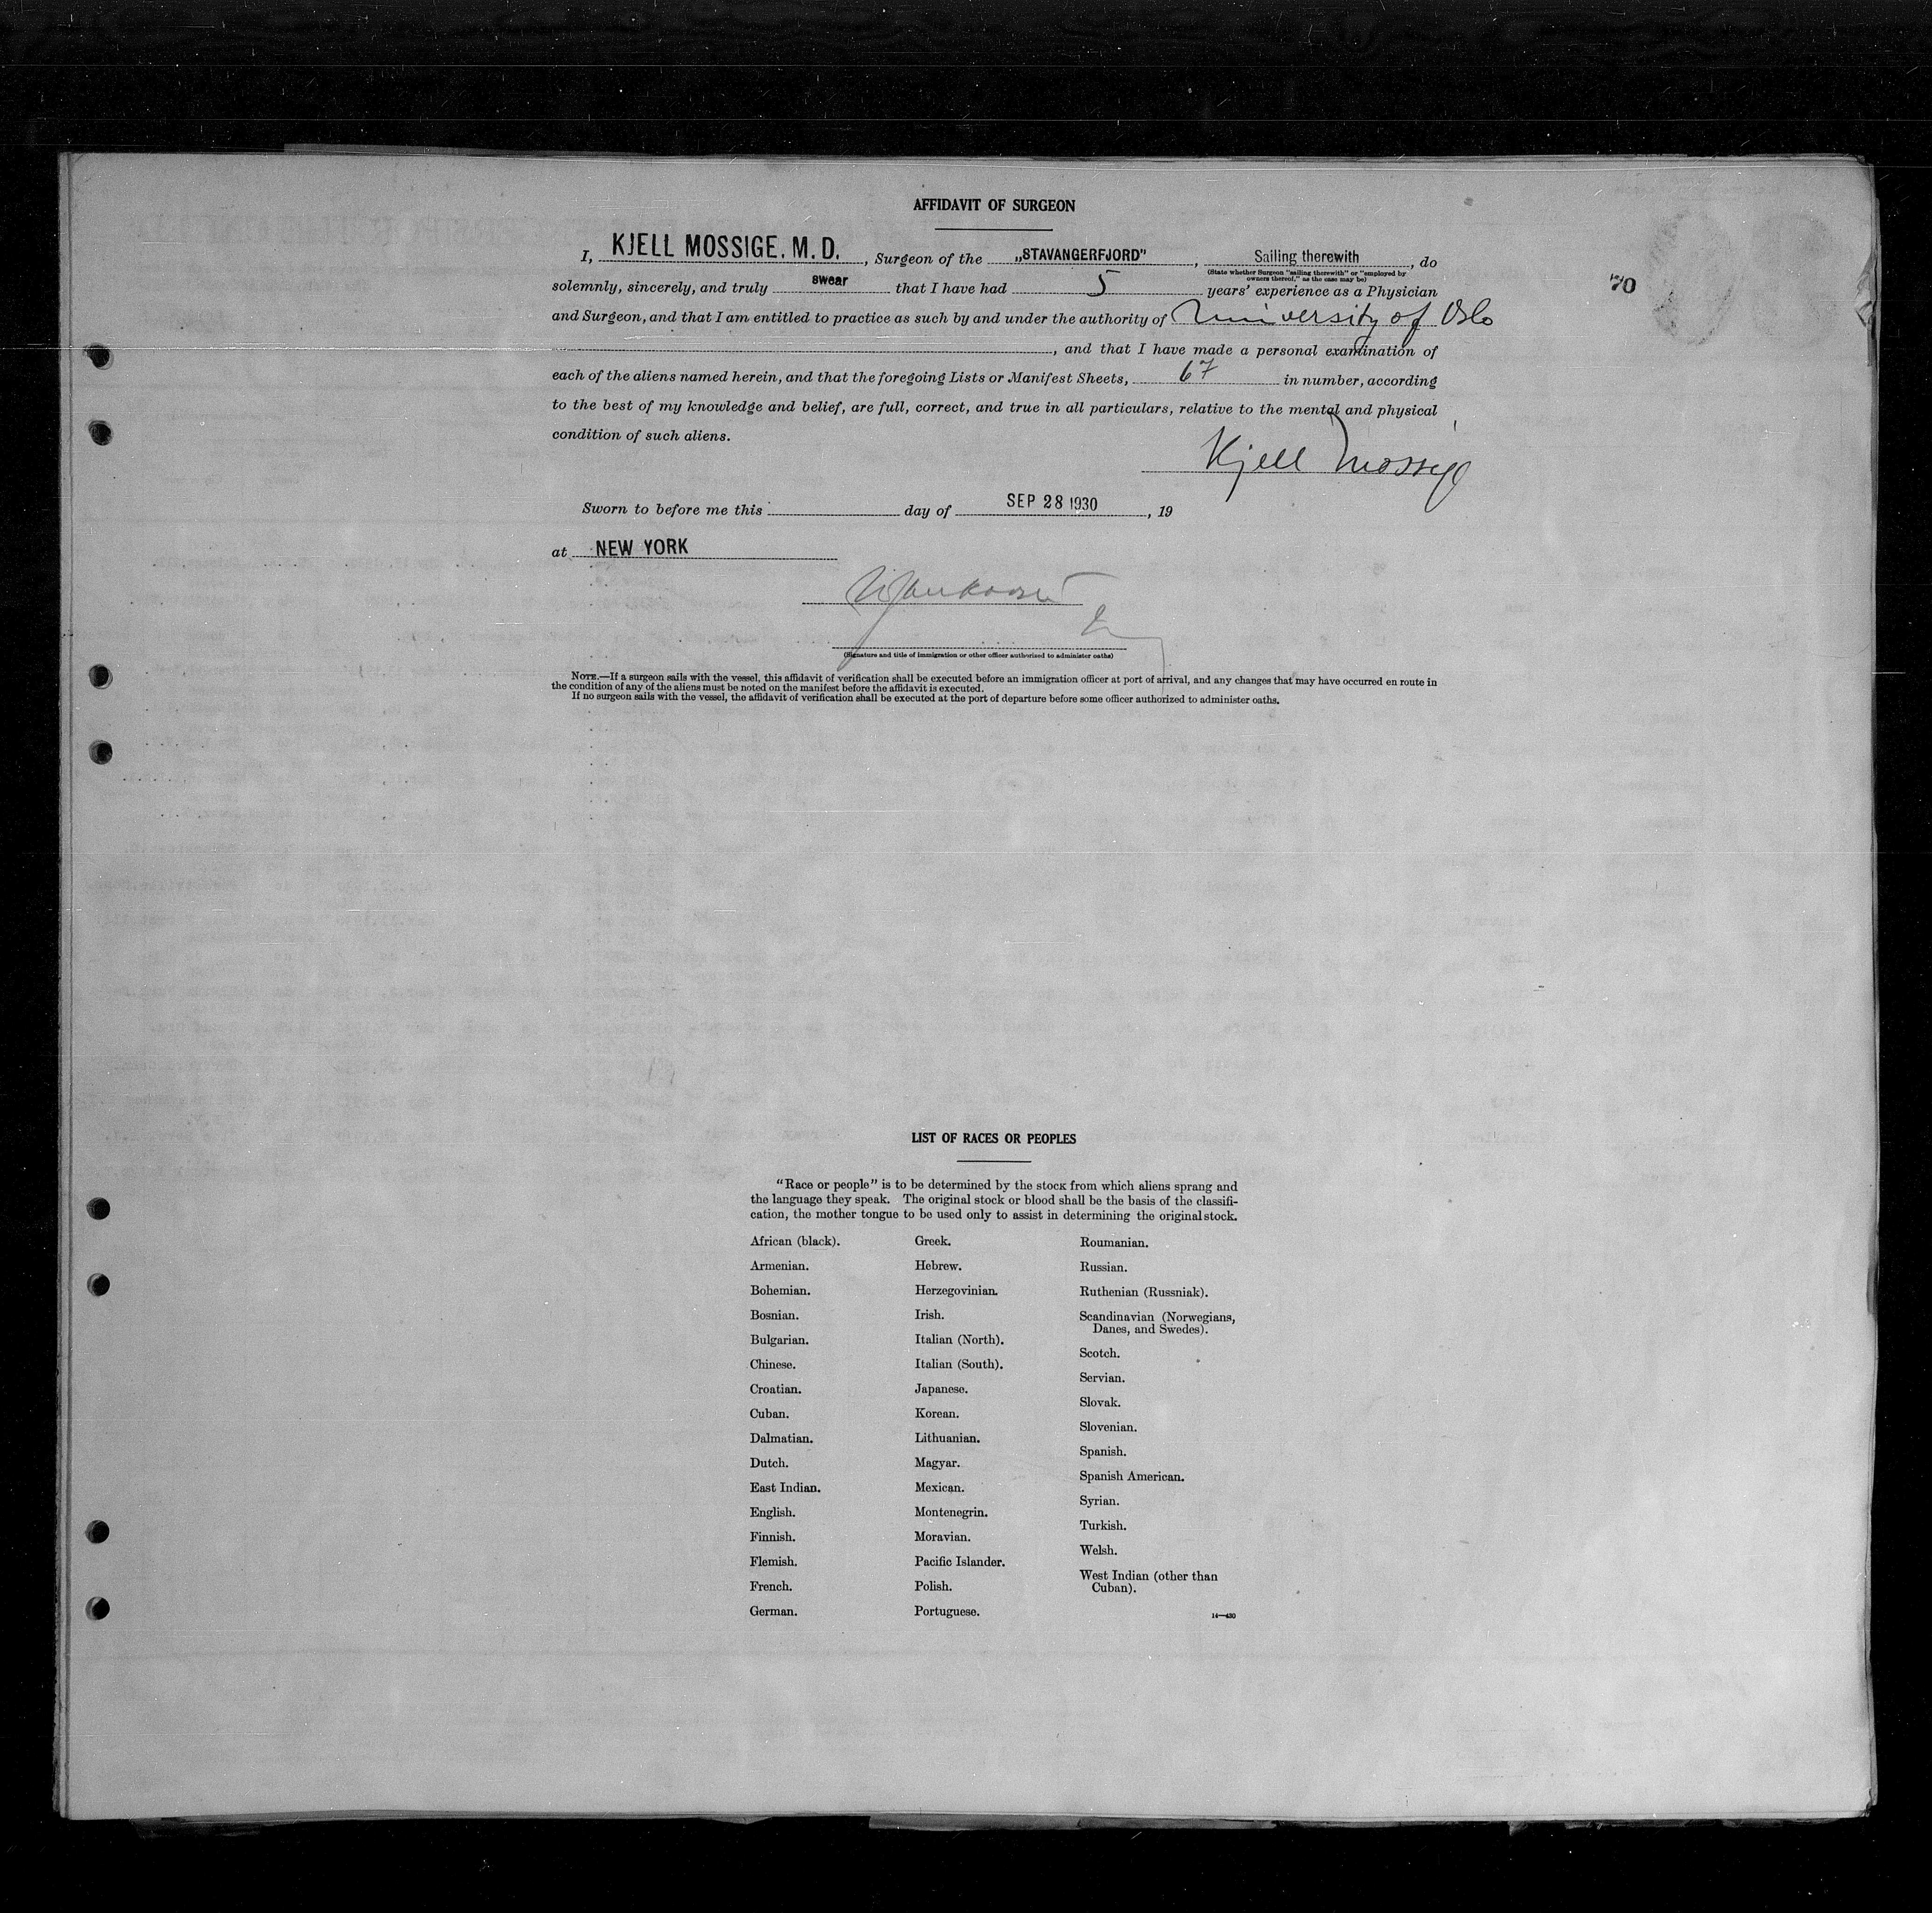 AFFIDAVIT OF SURGEON
I, KJELL MOSSIGE. M. D. , Surgeon of the „STAVANGERFJORD” , Sailing therewith , do
(State whether Surgeon "sailing therewith" or "employed by
owners thereof," as the case may be)
70
solemnly, sincerely, and truly swear that I have had 5 years' experience as a Physician
and Surgeon, and that I am entitled to practice as such by and under the authority of University of Oslo
, and that I have made a personal examination of
each of the aliens named herein, and that the foregoing Lists or Manifest Sheets, 67 in number, according
to the best of my knowledge and belief, are full, correct, and true in all particulars, relative to the mental and physical
condition of such aliens.
Kjell Mossige
Sworn to before me this day of SEP 28 1930 , 19
at NEW YORK
(Signature and title of immigration or other officer authorized to administer oaths)
NOTE.—If a surgeon sails with the vessel, this affidavit of verification shall be executed before an immigration officer at port of arrival, and any changes that may have occurred en route in
the condition of any of the aliens must be noted on the manifest before the affidavit is executed.
If no surgeon sails with the vessel, the affidavit of verification shall be executed at the port of departure before some officer authorized to administer oaths.
LIST OF RACES OR PEOPLES
"Race or people" is to be determined by the stock from which aliens sprang and
the language they speak. The original stock or blood shall be the basis of the classifi-
cation, the mother tongue to be used only to assist in determining the original stock.
African (black).
Armenian.
Bohemian.
Bosnian.
Bulgarian.
Chinese.
Croatian.
Cuban.
Dalmatian.
Dutch.
East Indian.
English.
Finnish.
Flemish.
French.
German.
Greek.
Hebrew.
Herzegovinian.
Irish.
Italian (North).
Italian (South).
Japanese.
Korean.
Lithuanian.
Magyar.
Mexican.
Montenegrin.
Moravian.
Pacific Islander.
Polish.
Portuguese.
Roumanian.
Russian.
Ruthenian (Russniak).
Scandinavian (Norwegians,
Danes, and Swedes).
Scotch.
Servian.
Slovak.
Slovenian.
Spanish.
Spanish American.
Syrian.
Turkish.
Welsh.
West Indian (other than
Cuban).
14—430